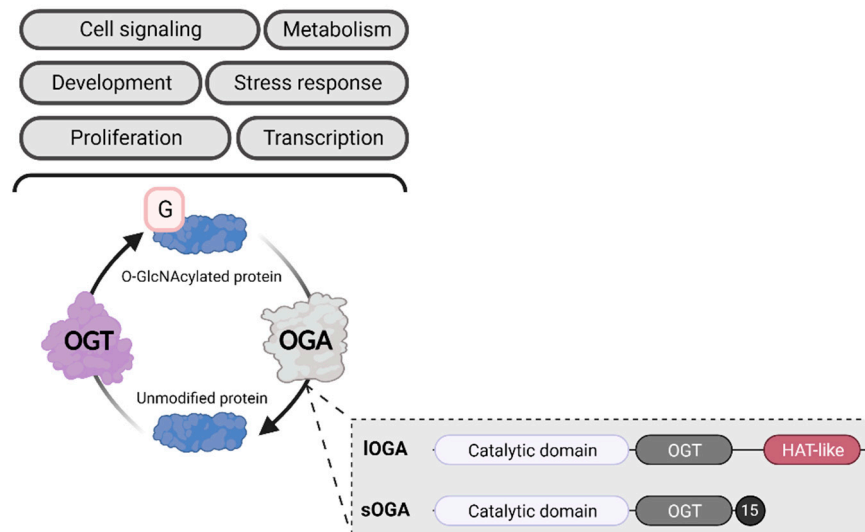 Cell signaling
Metabolism
Development
Stress response
Proliferation
Transcription
G
O-GlcNAcylated protein
OGT
OGA
Unmodified protein
lOGA
Catalytic domain
OGT
HAT-like
sOGA
Catalytic domain
OGT
15